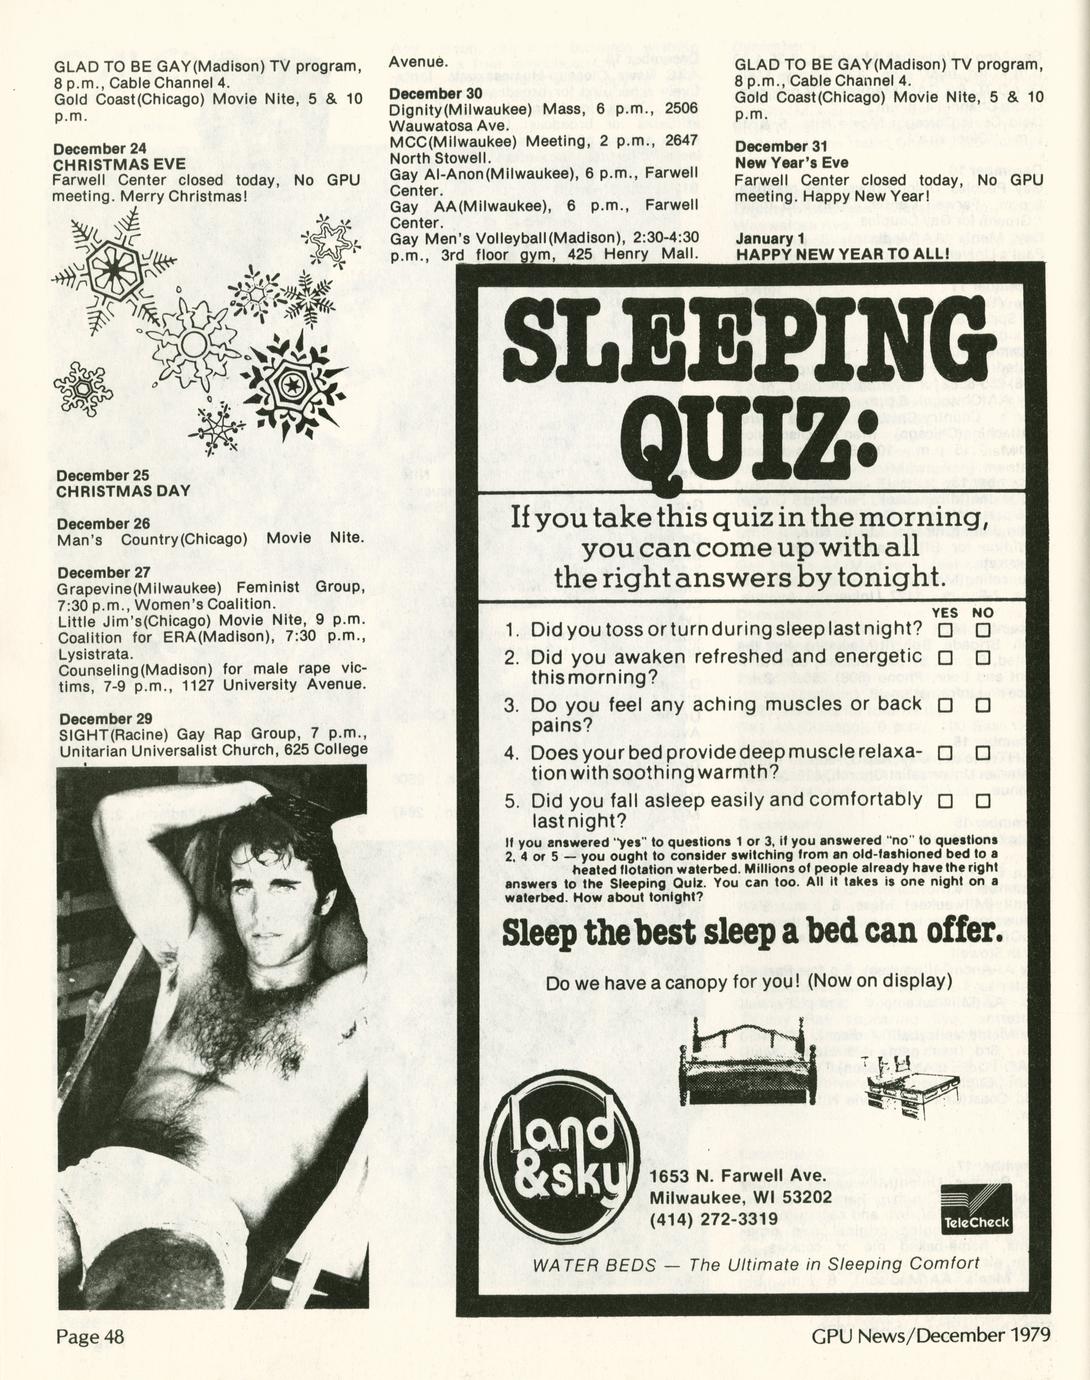 GLAD TO BE GAY(Madison) TV program,
8 p.m., Cable Channel 4.
Gold Coast(Chicago) Movie Nite, 5 & 10
p.m.
December 24
CHRISTMAS EVE
Farwell Center closed today, No GPU
meeting. Merry Christmas!
December 25
CHRISTMAS DAY
December 26
Man's Country(Chicago) Movie Nite.
December 27
Grapevine(Milwaukee) Feminist Group,
7:30 p.m., Women's Coalition.
Little Jim's(Chicago) Movie Nite, 9 p.m.
Coalition for ERA(Madison), 7:30 p.m.,
Lysistrata.
Counseling(Madison) for male rape vic-
tims, 7-9 p.m., 1127 University Avenue.
December 29
SIGHT(Racine) Gay Rap Group, 7 p.m.,
Unitarian Universalist Church, 625 College
Avenue.
December 30
Dignity(Milwaukee) Mass, 6 p.m., 2506
Wauwatosa Ave.
MCC(Milwaukee) Meeting, 2 p.m., 2647
North Stowell.
Gay Al-Anon(Milwaukee), 6 p.m., Farwell
Center.
Gay AA(Milwaukee), 6 p.m., Farwell
Center.
Gay Men's Volleyball(Madison), 2:30-4:30
p.m., 3rd floor gym, 425 Henry Mall.
GLAD TO BE GAY(Madison) TV program,
8 p.m., Cable Channel 4.
Gold Coast(Chicago) Movie Nite, 5 & 10
p.m.
December 31
New Year's Eve
Farwell Center closed today, No GPU
meeting. Happy New Year!
January 1
HAPPY NEW YEAR TO ALL!
SLEEPING
QUIZ:
If you take this quiz in the morning,
you can come up with all
the right answers by tonight.
YES NO
1. Did you toss or turn during sleep last night?
2. Did you awaken refreshed and energetic
this morning?
3. Do you feel any aching muscles or back
pains?
4. Does your bed provide deep muscle relaxa-
tion with soothing warmth?
5. Did you fall asleep easily and comfortably
last night?
If you answered "yes" to questions 1 or 3, if you answered "no" to questions
2, 4 or 5 — you ought to consider switching from an old-fashioned bed to a
heated flotation waterbed. Millions of people already have the right
answers to the Sleeping Quiz. You can too. All it takes is one night on a
waterbed. How about tonight?
Sleep the best sleep a bed can offer.
Do we have a canopy for you! (Now on display)
land
&sky
1653 N. Farwell Ave.
Milwaukee, WI 53202
(414) 272-3319
TeleCheck
WATER BEDS — The Ultimate in Sleeping Comfort
Page 48
GPU News/December 1979